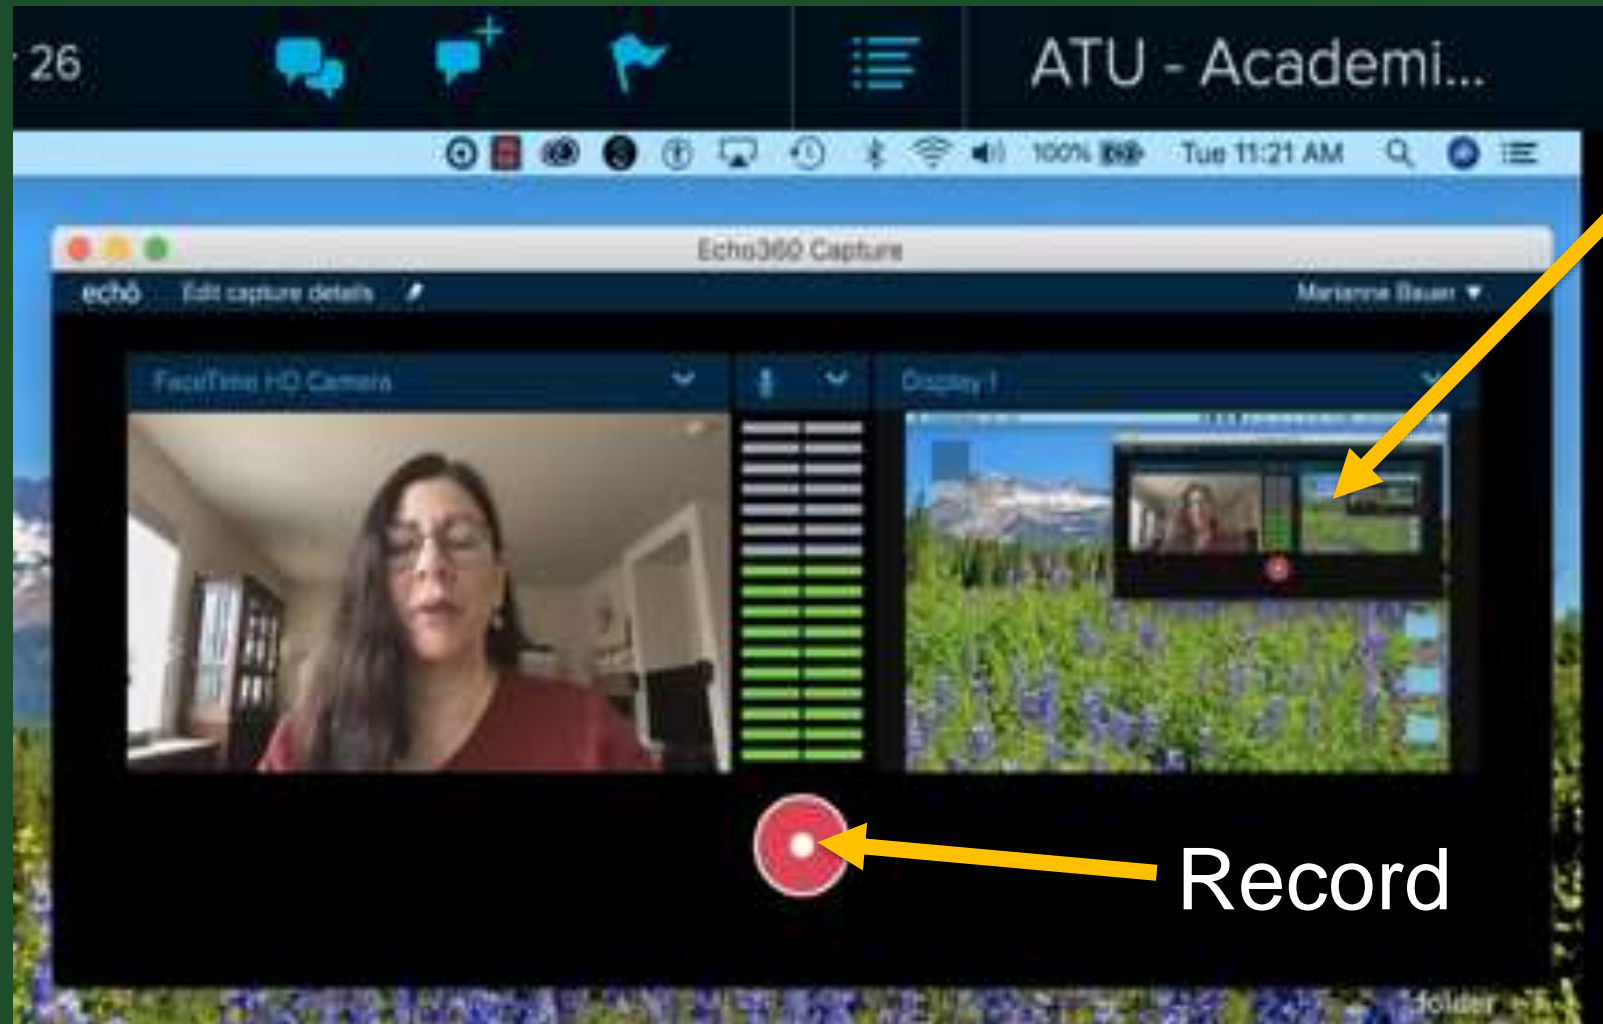 26
ATU - Academi...
100%
Tue 11:21 AM
Echo360 Capture
echo
Edit capture details
Marianne Bauer
FaceTime HD Camera
Display 1
Record
folder